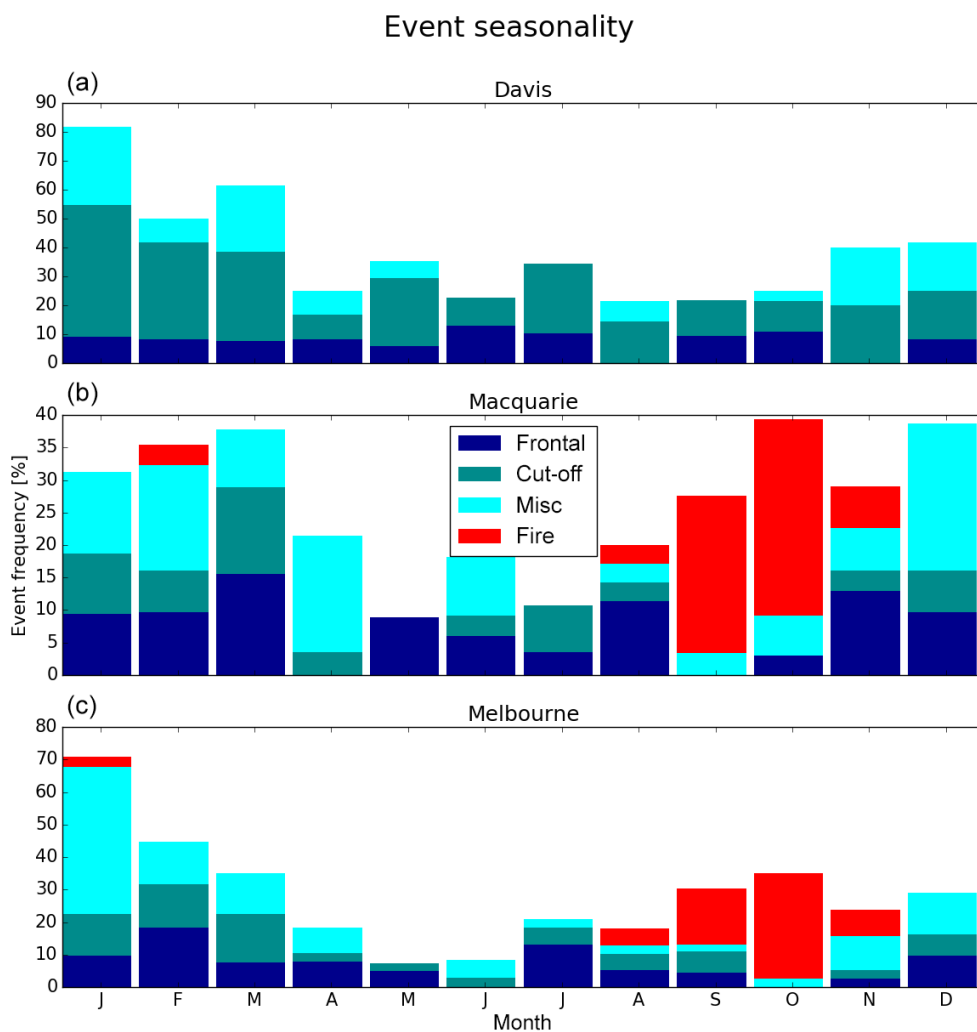 Event seasonality
(a)
Davis
90
80
70
60
50
40
30
20
10
0
(b)
Macquarie
40
35
30
25
20
15
10
5
0
Event frequency [%]
Frontal
Cut-off
Misc
Fire
(c)
Melbourne
80
70
60
50
40
30
20
10
0
J F M A M J J A S O N D
Month